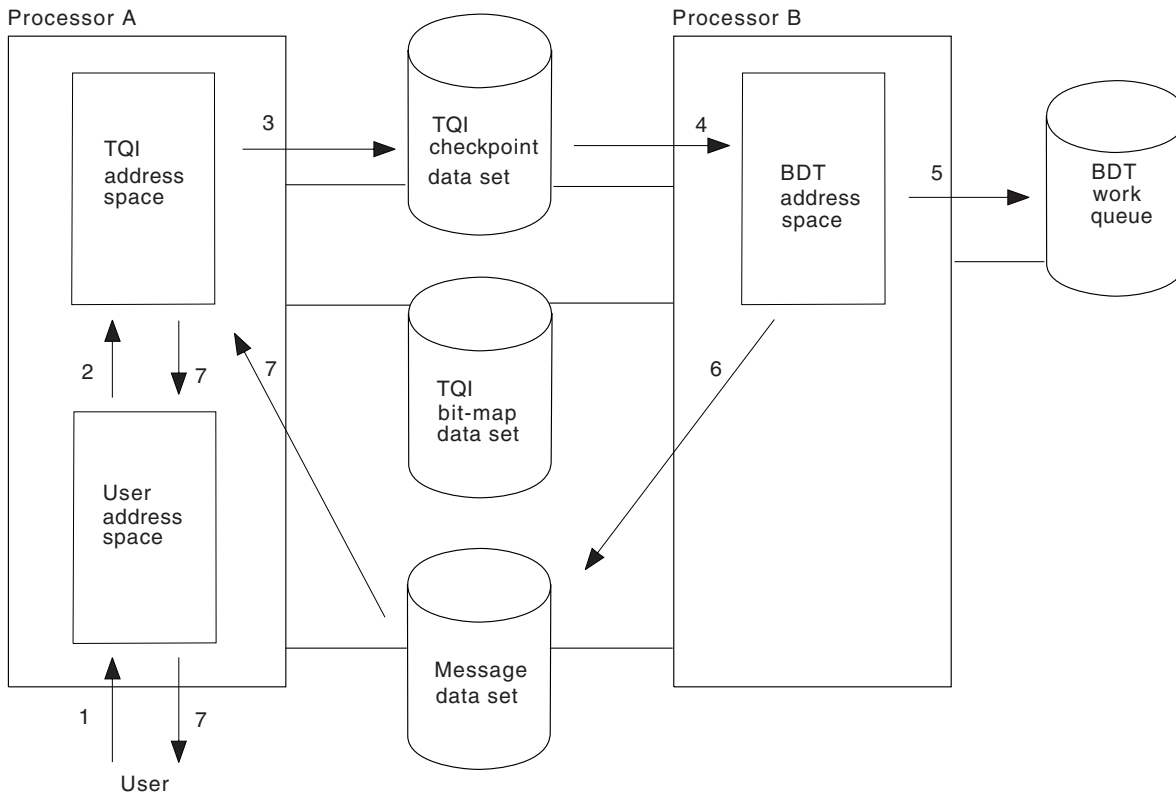 Processor A
Processor B
TQI
address
space
3
TQI
checkpoint
data set
4
BDT
address
space
5
BDT
work
queue
2
7
7
TQI
bit-map
data set
6
User
address
space
Message
data set
1
7
User